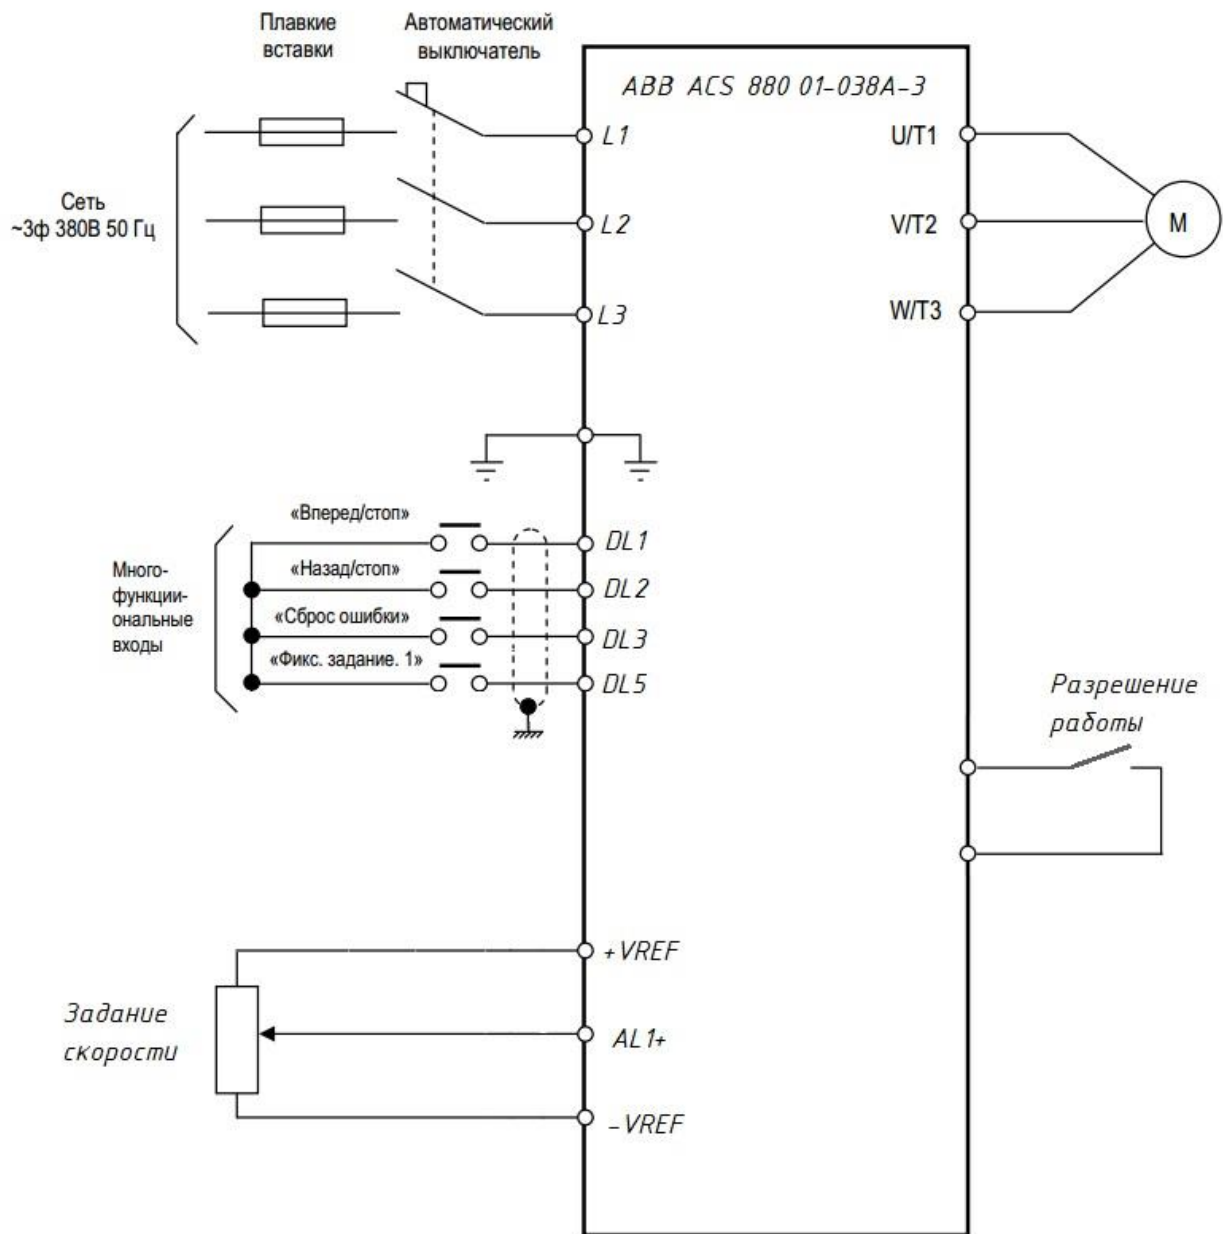 Плавкие
вставки
Автоматический
выключатель
ABB ACS 880 01-038A-3
L1
U/T1
Сеть
~3ф 380В 50 Гц
L2
V/T2
M
L3
W/T3
«Вперед/стоп»
DL1
Много-
функци-
ональные
входы
«Назад/стоп»
DL2
«Сброс ошибки»
DL3
«Фикс. задание. 1»
DL5
Разрешение
работы
+VREF
Задание
скорости
AL1+
-VREF